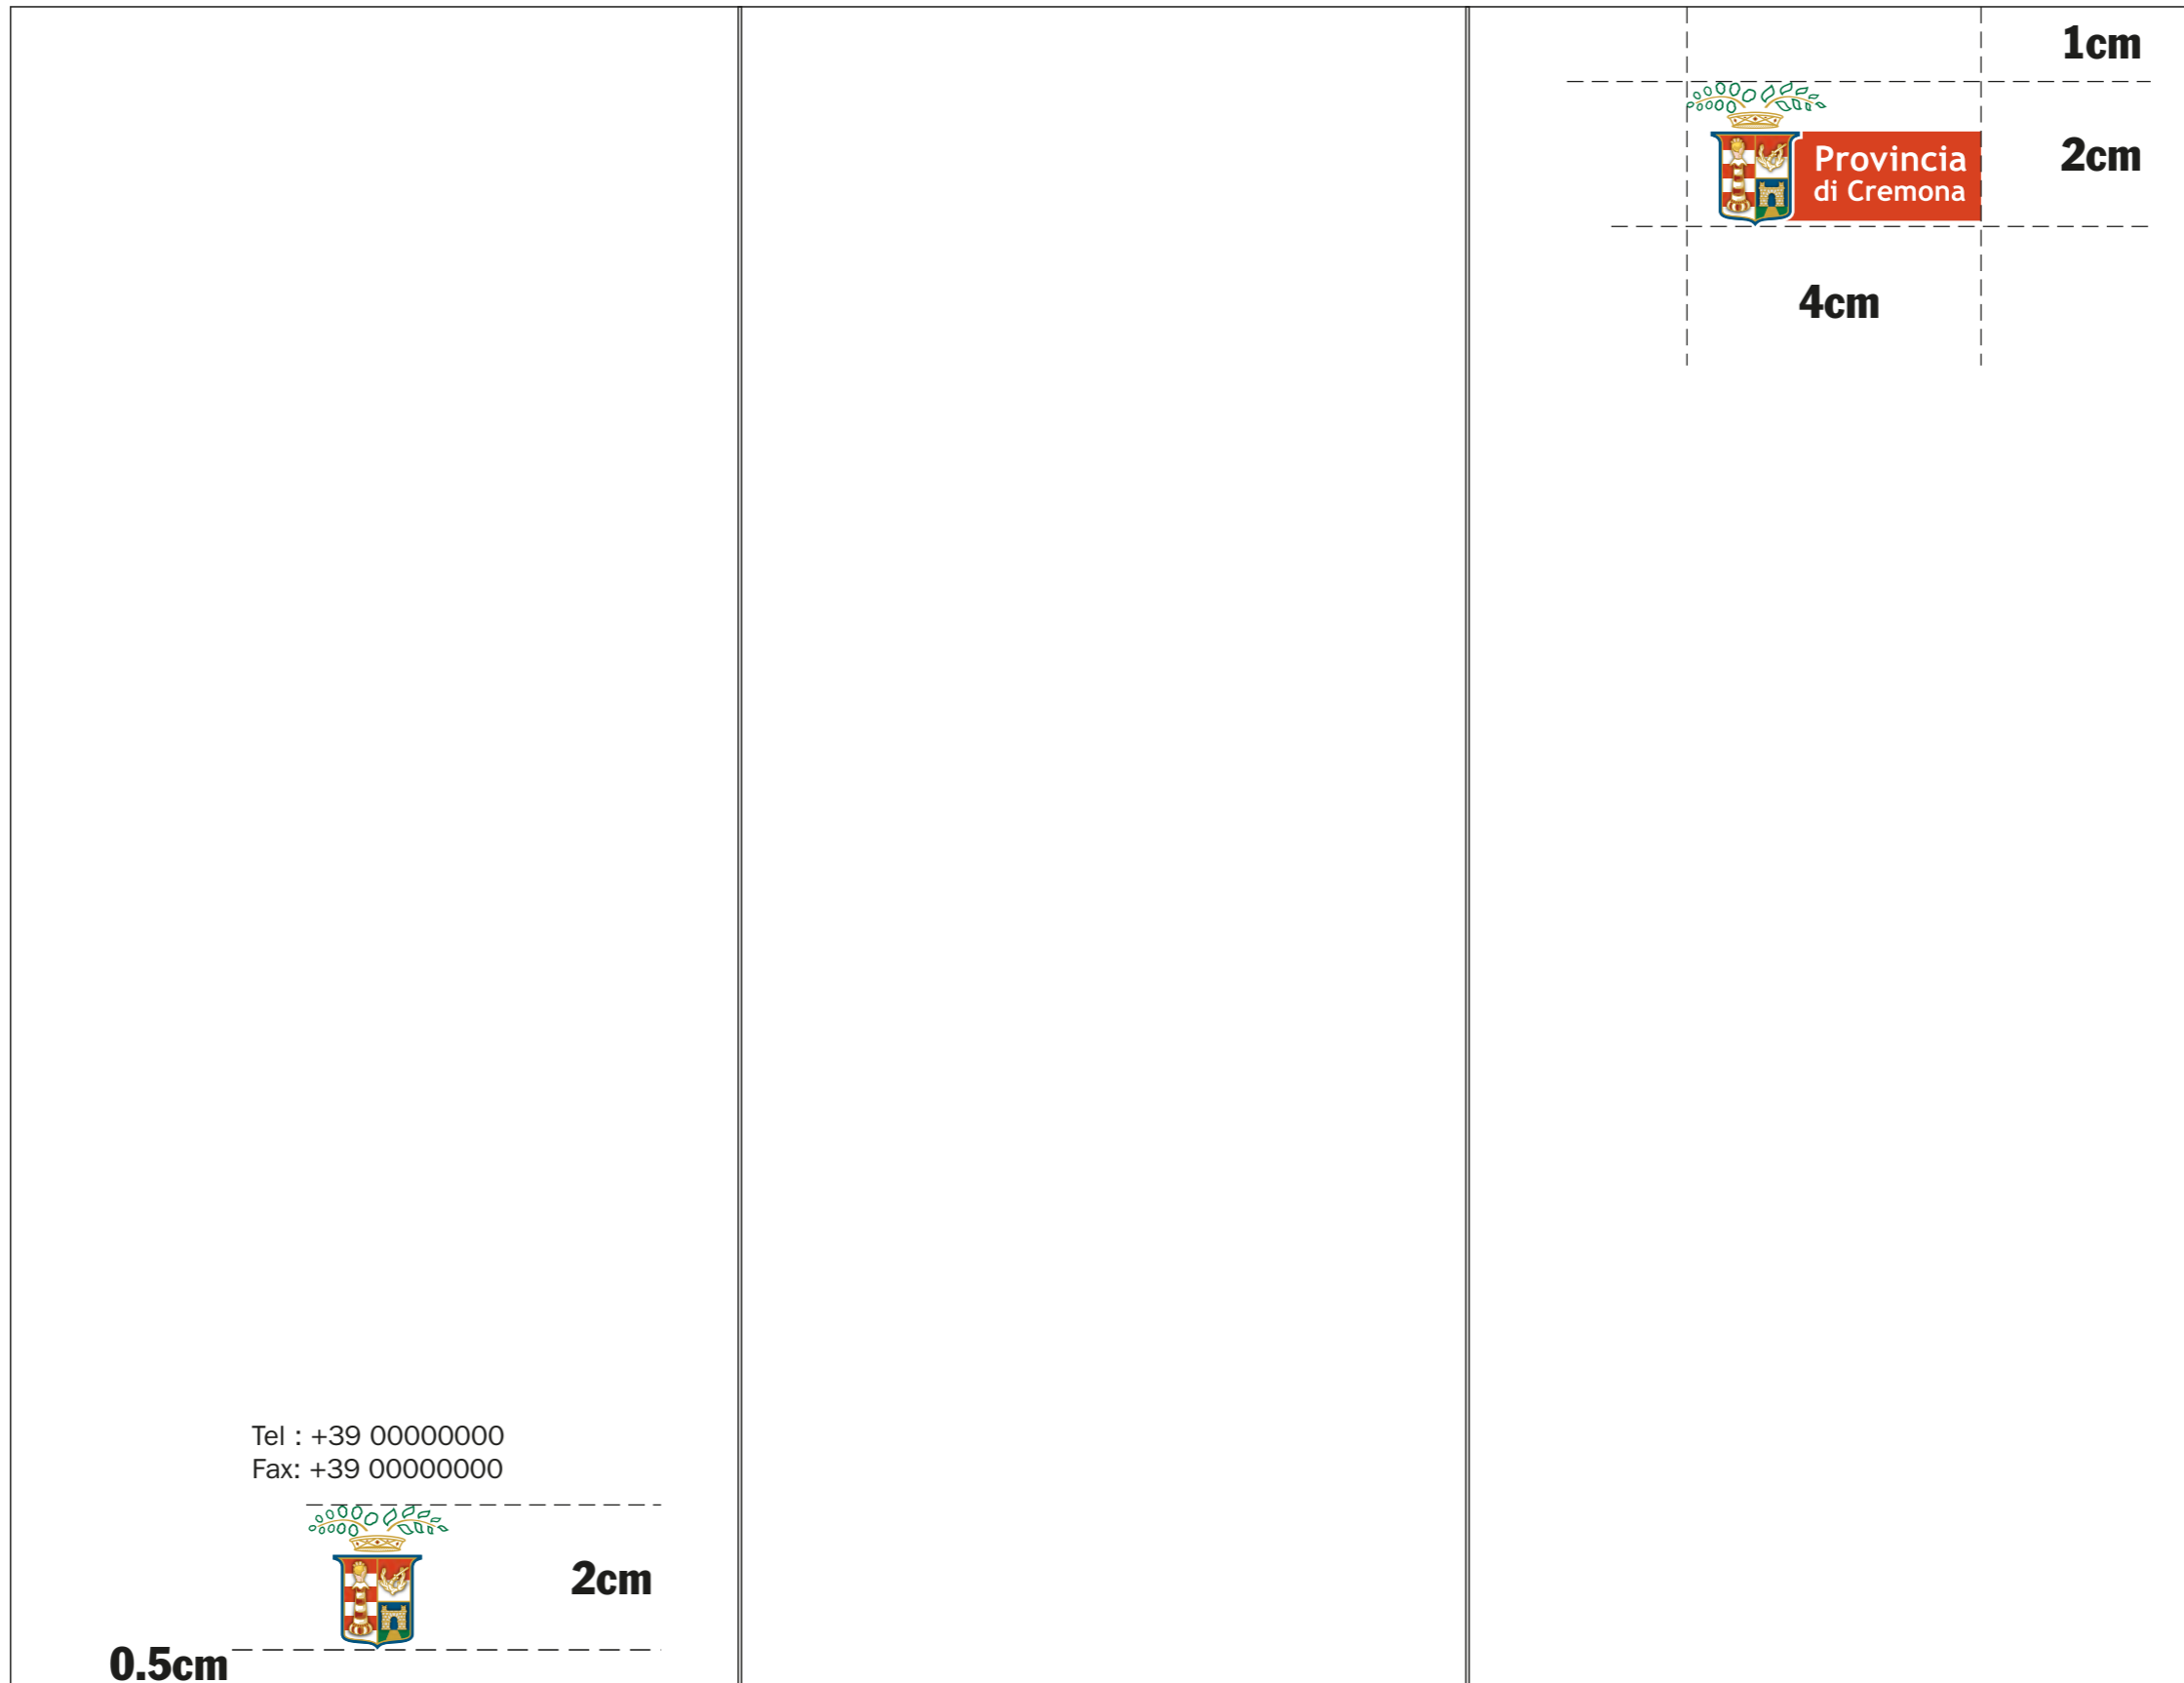 1cm
Provincia
di Cremona
2cm
4cm
Tel : +39 00000000
Fax: +39 00000000
2cm
0.5cm